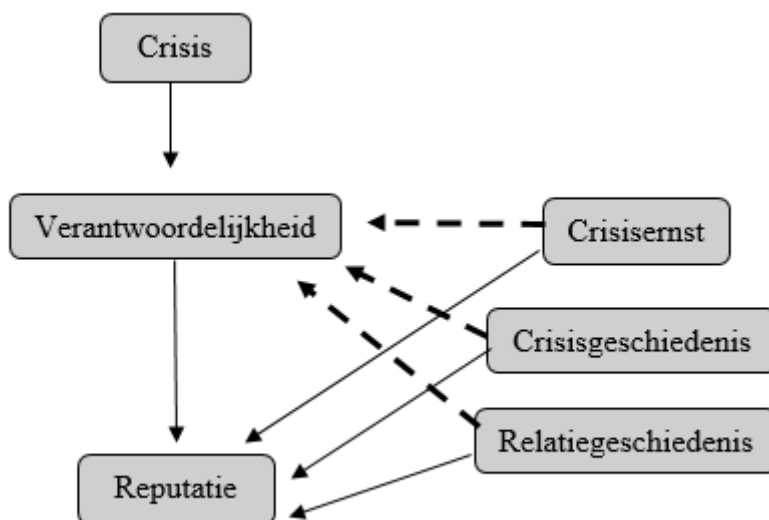 Crisis
Verantwoordelijkheid
Crisisernst
Crisisgeschiedenis
Relatiegeschiedenis
Reputatie